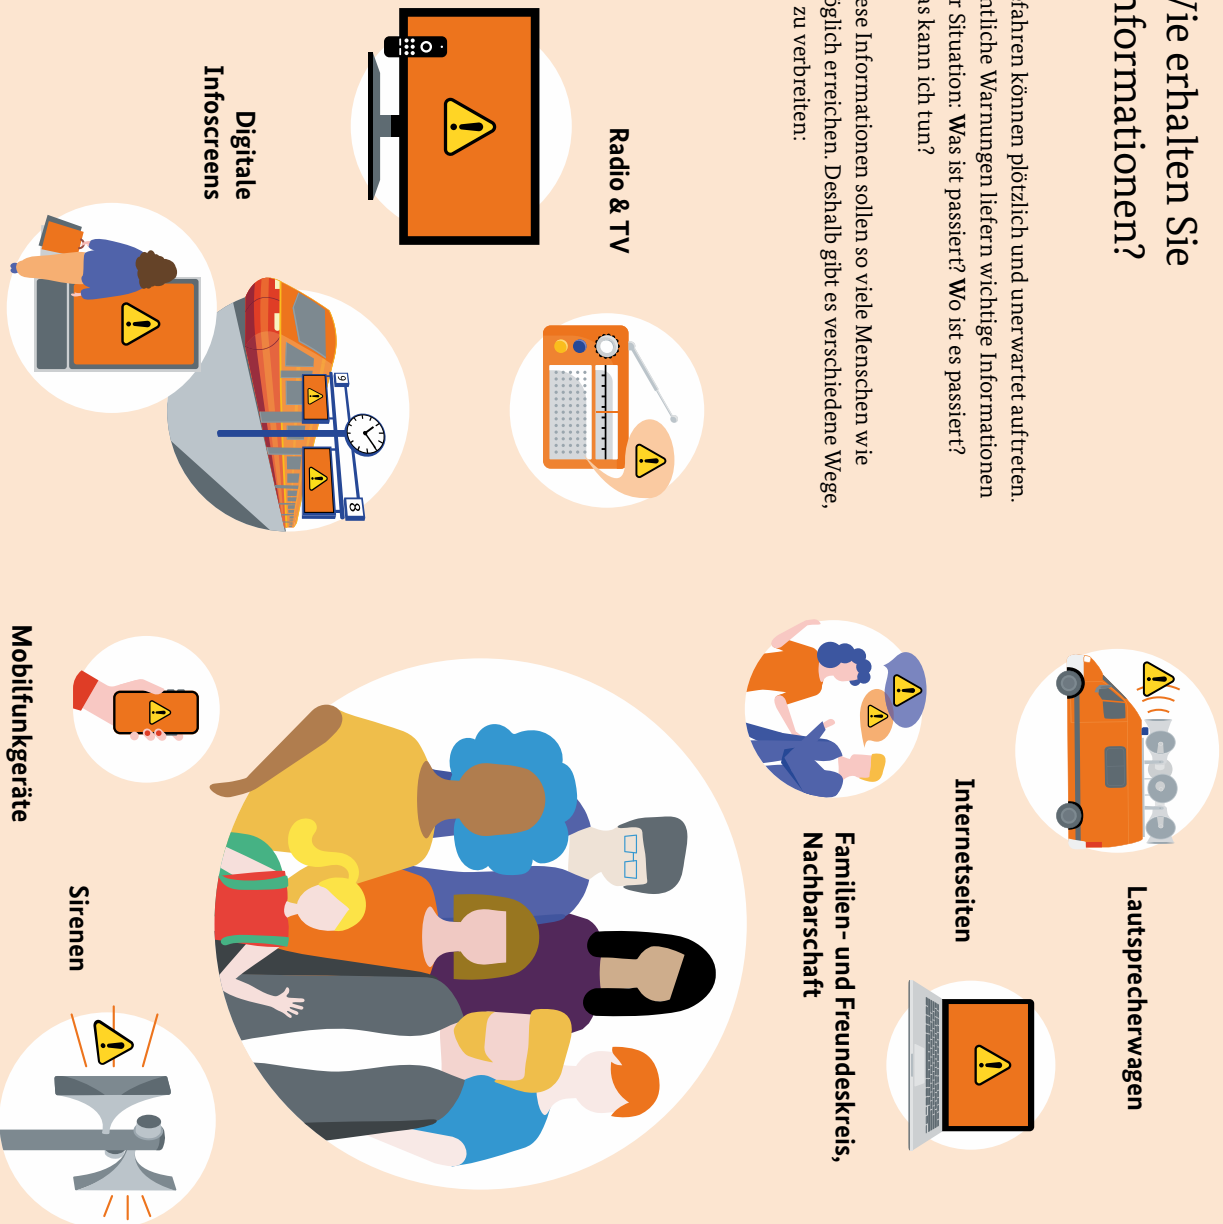 Wie erhalten Sie
nformationen?
fahren können plötzlich und unerwartet auftreten.
ntliche Warnungen liefern wichtige Informationen
r Situation: Was ist passiert? Wo ist es passiert?
as kann ich tun?
ese Informationen sollen so viele Menschen wie
öglich erreichen. Deshalb gibt es verschiedene Wege,
zu verbreiten:
Lautsprecherwagen
Internetseiten
Familien- und Freundeskreis,
Nachbarschaft
Radio & TV
9
8
Digitale
Infoscreens
Sirenen
Mobilfunkgeräte